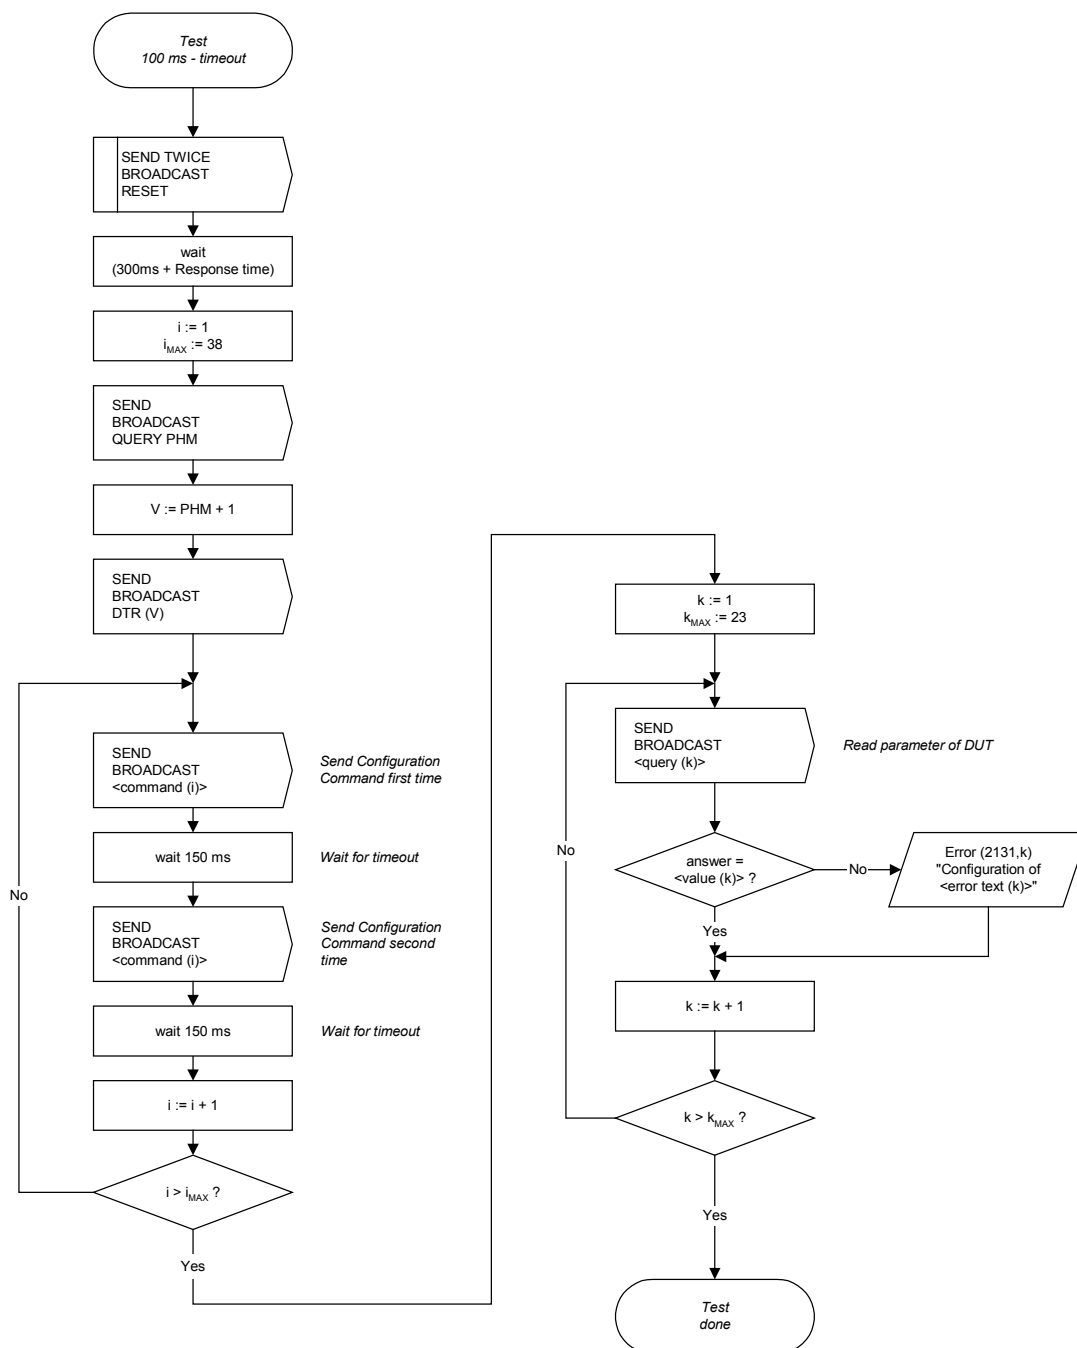 Test
100 ms - timeout
SEND TWICE
BROADCAST
RESET
wait
(300ms + Response time)
i := 1
iMAX := 38
SEND
BROADCAST
QUERY PHM
V := PHM + 1
SEND
BROADCAST
DTR (V)
SEND
BROADCAST
<command (i)>
Send Configuration
Command first time
wait 150 ms
Wait for timeout
No
SEND
BROADCAST
<command (i)>
Send Configuration
Command second
time
wait 150 ms
Wait for timeout
i := i + 1
i > iMAX ?
Yes
k := 1
kMAX := 23
SEND
BROADCAST
<query (k)>
Read parameter of DUT
No
answer =
<value (k)> ?
No
Error (2131,k)
"Configuration of
<error text (k)>"
Yes
k := k + 1
k > kMAX ?
Yes
Test
done